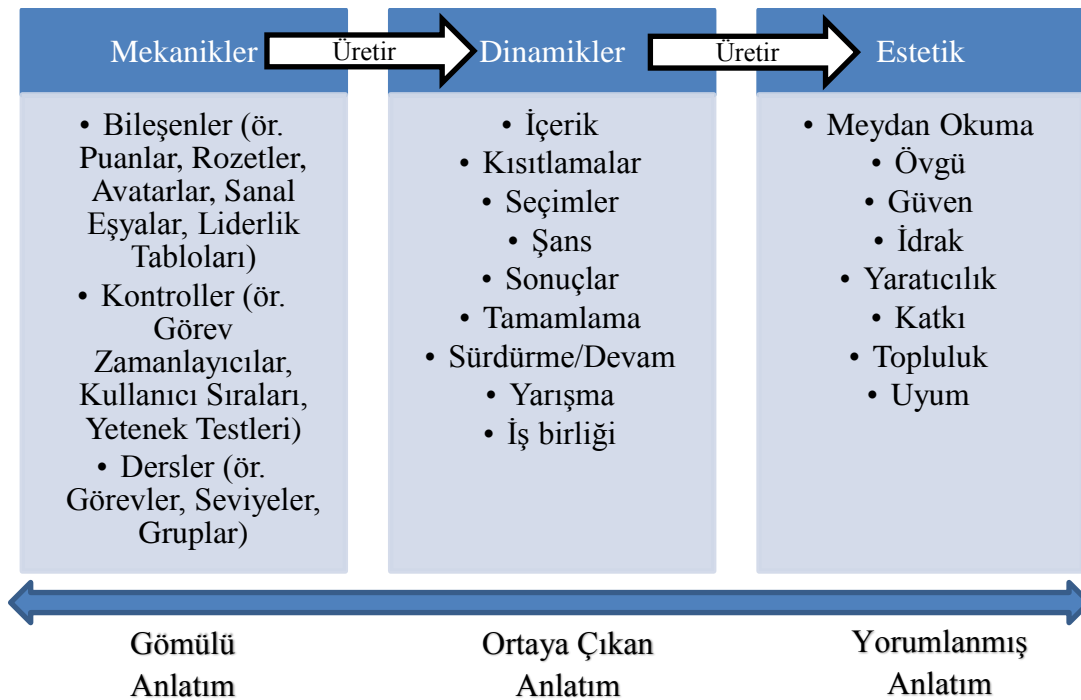 Mekanikler
Üretir
Dinamikler
Üretir
Estetik
• Bileşenler (ör.
Puanlar, Rozetler,
Avatarlar, Sanal
Eşyalar, Liderlik
Tabloları)
• Kontroller (ör.
Görev
Zamanlayıcılar,
Kullanıcı Sıraları,
Yetenek Testleri)
• Dersler (ör.
Görevler, Seviyeler,
Gruplar)
• İçerik
• Kısıtlamalar
• Seçimler
• Şans
• Sonuçlar
• Tamamlama
• Sürdürme/Devam
• Yarışma
• İş birliği
• Meydan Okuma
• Övgü
• Güven
• İdrak
• Yaratıcılık
• Katkı
• Topluluk
• Uyum
Gömülü
Anlatım
Ortaya Çıkan
Anlatım
Yorumlanmış
Anlatım